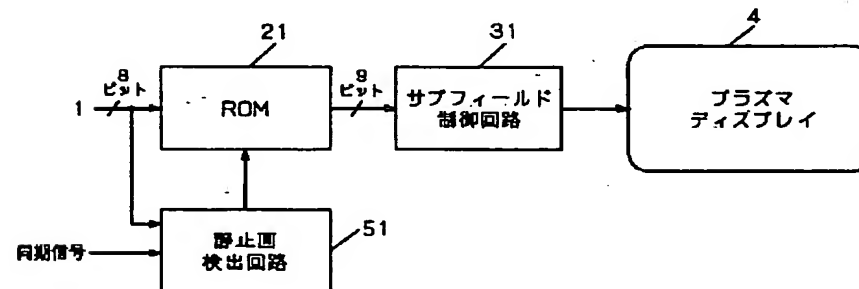 21
31
4
8
ビット
9
ビット
1
ROM
サブフィールド
制御回路
プラズマ
ディズプレイ
静止画
検出回路
51
同期信号